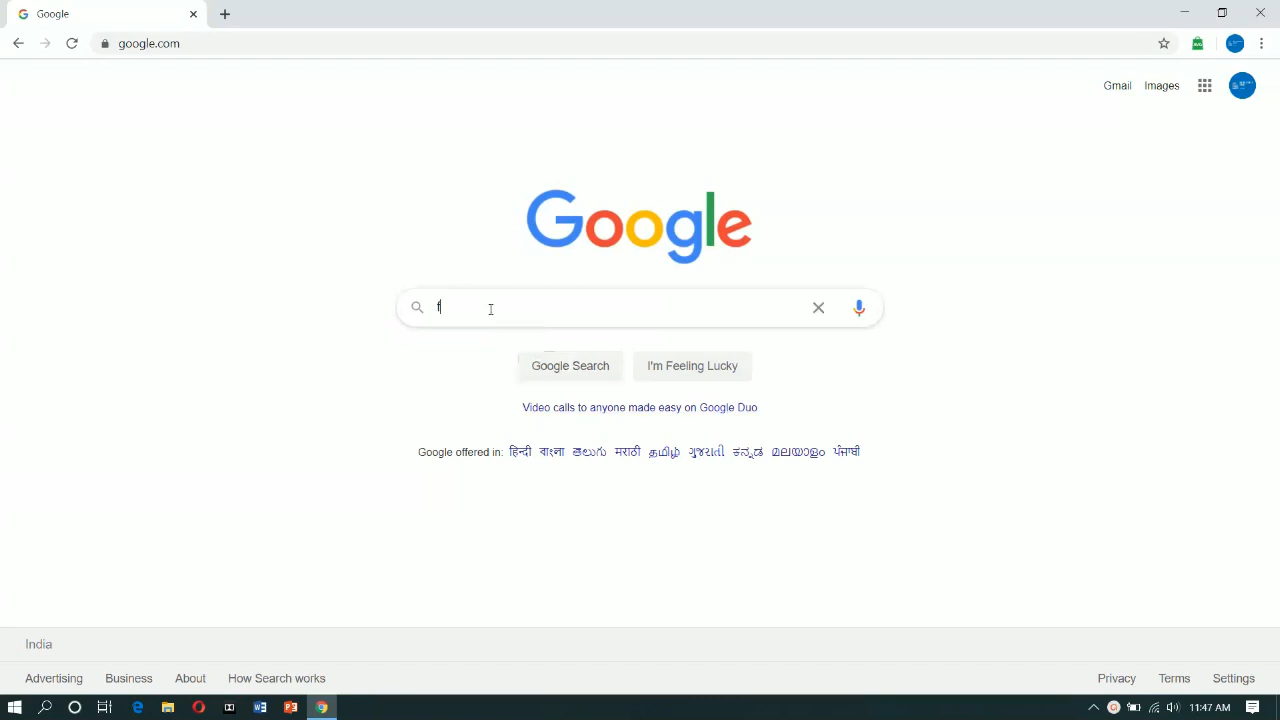 Google
google.com
Gmail Images
Google
f
Google Search I'm Feeling Lucky
Video calls to anyone made easy on Google Duo
Google offered in: हिन्दी বাংলা తెలుగు मराठी தமிழ் ગુજરાતી ಕನ್ನಡ മലയാളം ਪੰਜਾਬੀ
India
Advertising Business About How Search works
Privacy Terms Settings
11:47 AM